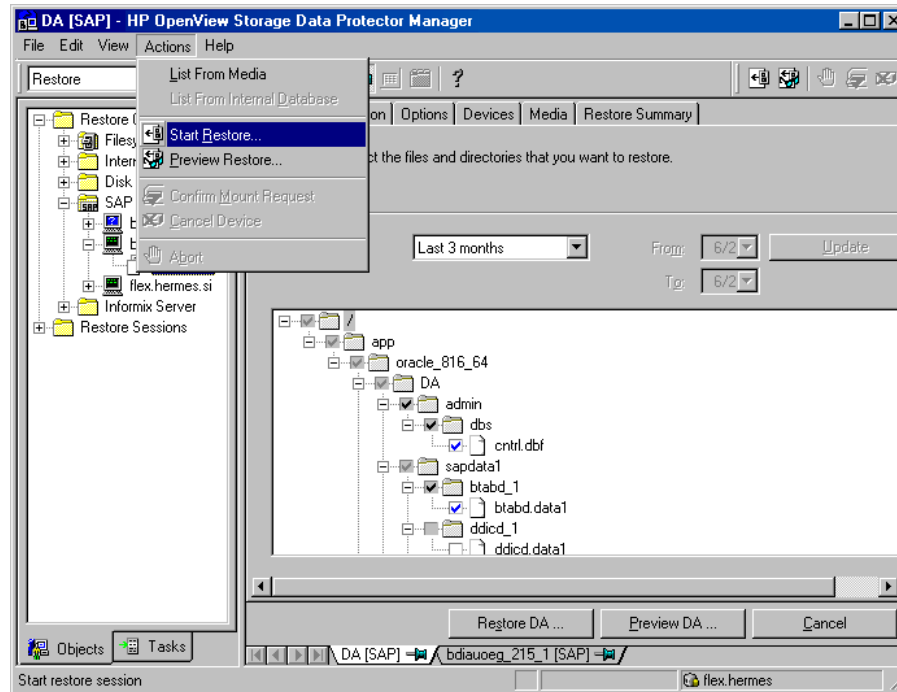 DA [SAP] - HP OpenView Storage Data Protector Manager
File Edit View Actions Help
Restore
List From Media
List From Internal Database
Start Restore...
Preview Restore...
Confirm Mount Request
Cancel Device
Abort
Options Devices Media Restore Summary
the files and directories that you want to restore.
Last 3 months From: 6/2 Update
To: 6/2
Restore
Disk
SAP
flex.hermes.si
Informix Server
Restore Sessions
/
app
oracle_816_64
DA
admin
dbs
cntrl.dbf
sapdata1
btabd_1
btabd.data1
ddicd_1
ddicd.data1
Restore DA ... Preview DA ... Cancel
Objects Tasks
DA [SAP] bdiauoeg_215_1 [SAP]
Start restore session
flex.hermes